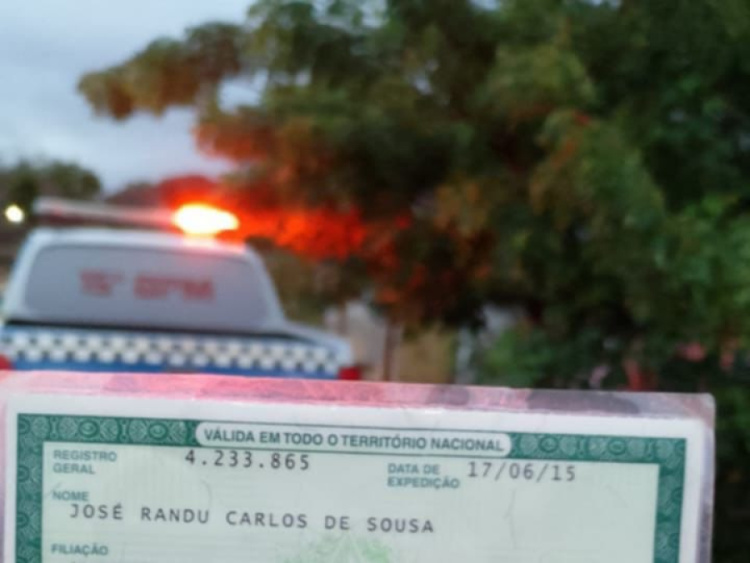 VÁLIDA EM TODO O TERRITÓRIO NACIONAL
REGISTRO GERAL 4.233.865 DATA DE EXPEDIÇÃO 17/06/15
NOME
JOSÉ RANDU CARLOS DE SOUSA
FILIAÇÃO